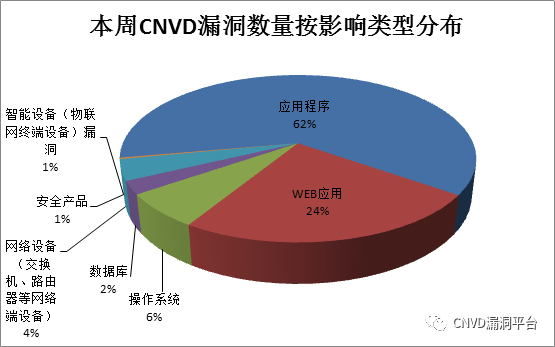 本周CNVD漏洞数量按影响类型分布
应用程序
62%
智能设备（物联
网终端设备）漏
洞
1%
安全产品
1%
网络设备
（交换
机、路由
器等网络
端设备）
4%
数据库
2%
操作系统
6%
WEB应用
24%
CNVD漏洞平台